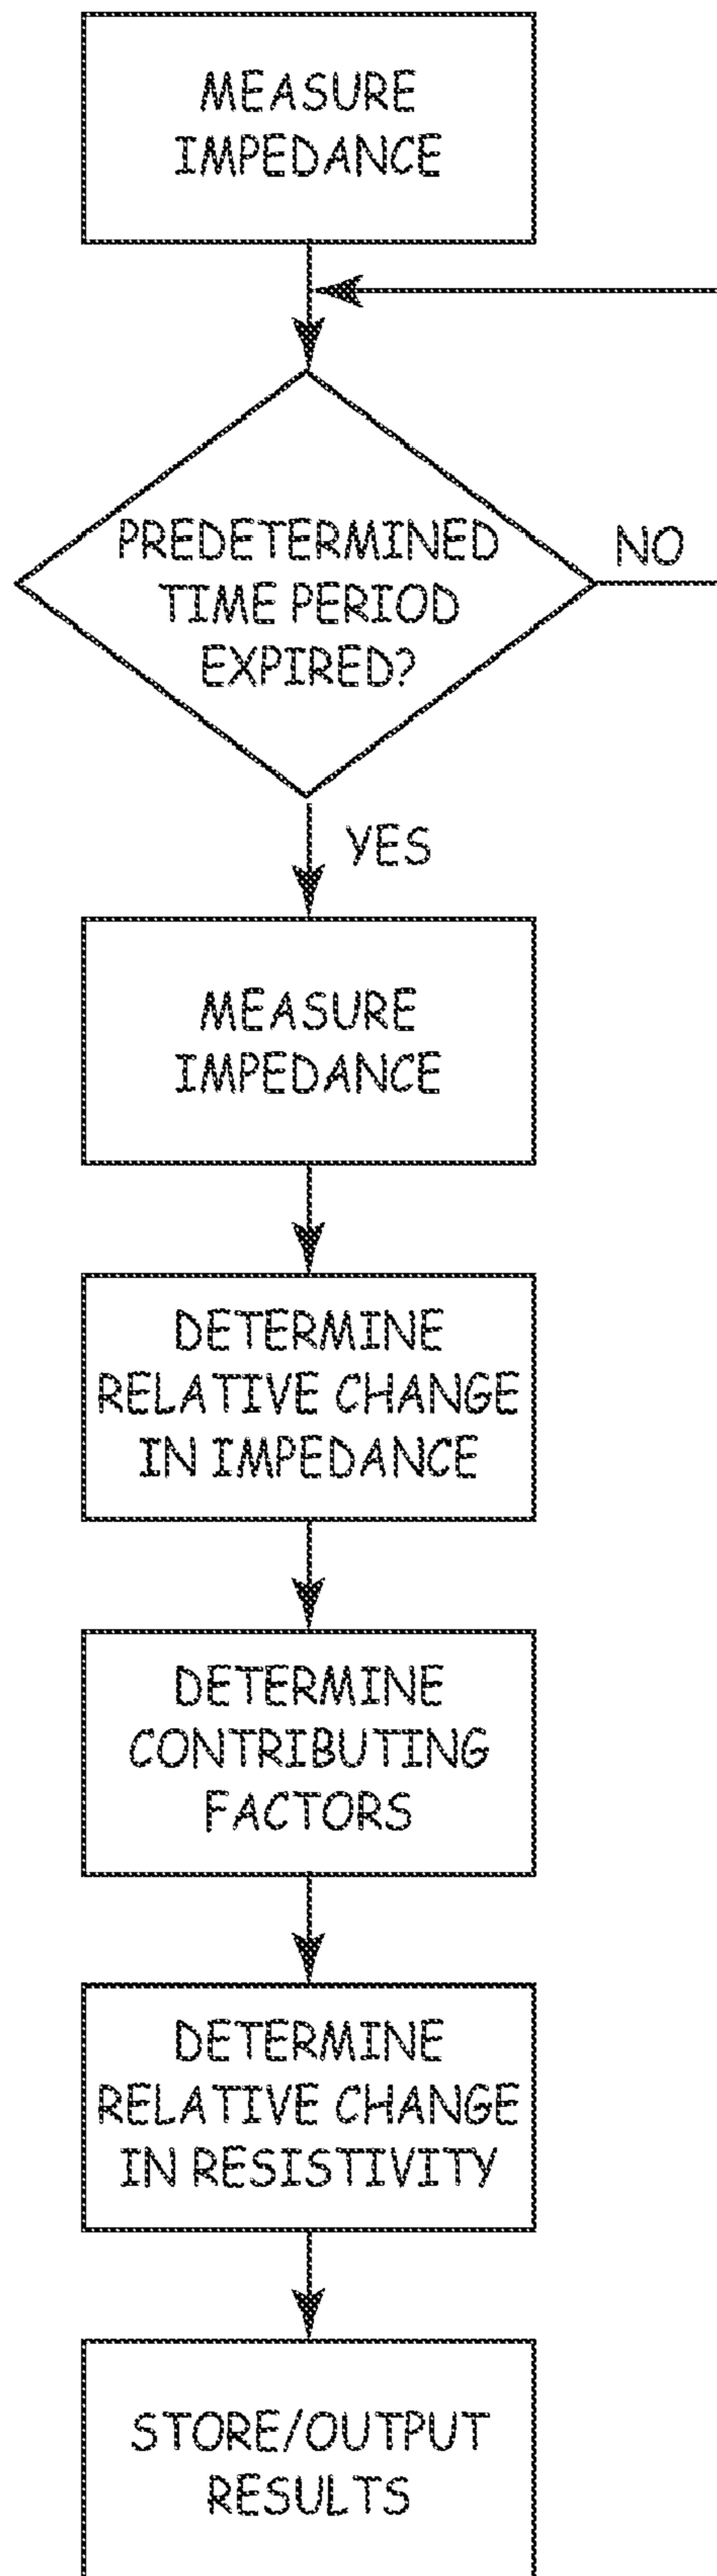 MEASURE
IMPEDANCE
PREDETERMINED
TIME PERIOD
EXPIRED?
NO
YES
MEASURE
IMPEDANCE
DETERMINE
RELATIVE CHANGE
IN IMPEDANCE
DETERMINE
CONTRIBUTING
FACTORS
DETERMINE
RELATIVE CHANGE
IN RESISTIVITY
STORE/OUTPUT
RESULTS